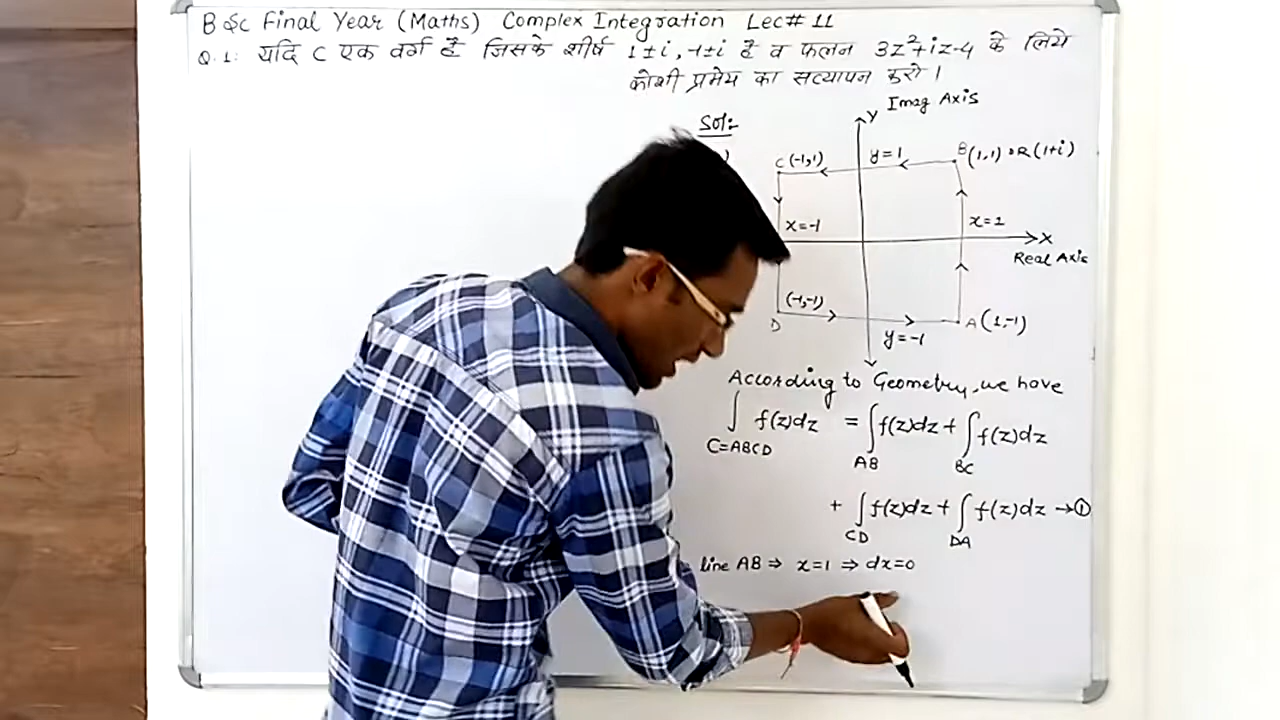 B Sc Final Year (Maths) Complex Integration Lec# 11
Q.1: यदि C एक वर्ग है जिसके शीर्ष 1±i, -1±i है व फलन 3z²+iz-4 के लिये
कोशी प्रमेय का सत्यापन करो।
Sol:-
Y Imag Axis
C (-1,1)
y=1
B (1,1) OR (1+i)
x=-1
x=1
X
Real Axis
(-1,-1)
D
y=-1
A (1,-1)
According to Geometry, we have
∫ f(z)dz = ∫ f(z)dz + ∫ f(z)dz
C=ABCD AB BC
+ ∫ f(z)dz + ∫ f(z)dz → ①
CD DA
line AB ⇒ x=1 ⇒ dx=0